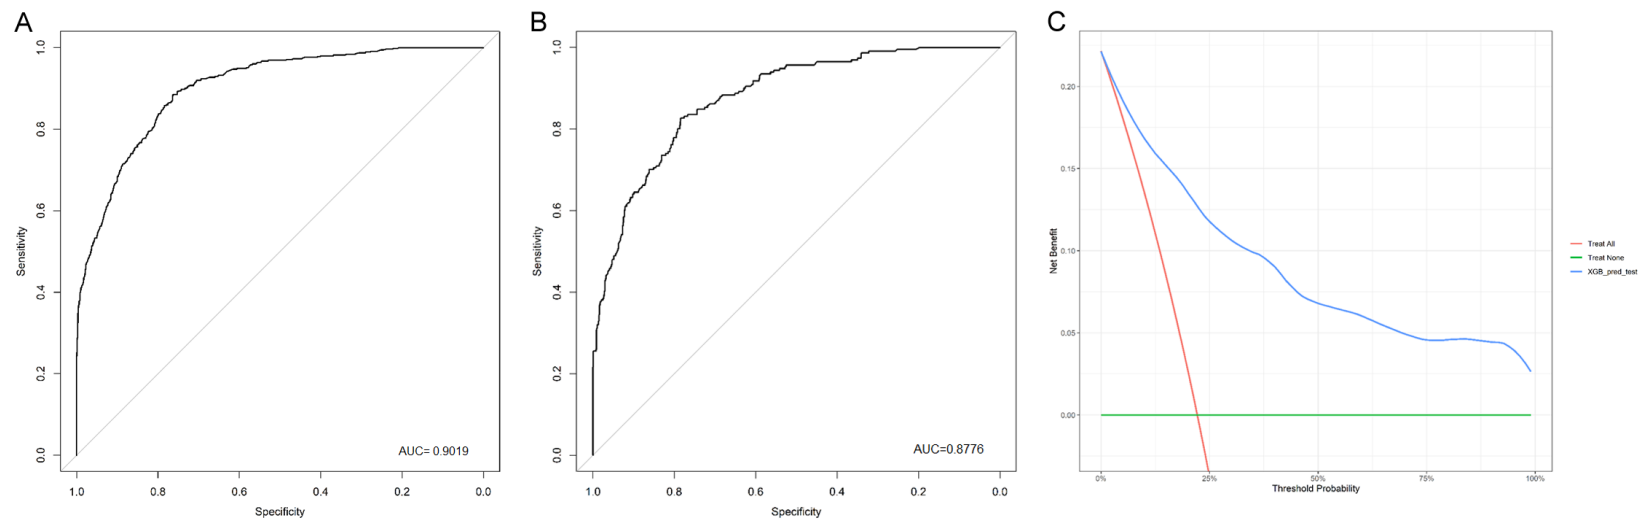 A
1.0
0.8
0.6
0.4
0.2
0.0
Sensitivity
AUC= 0.9019
1.0 0.8 0.6 0.4 0.2 0.0
Specificity
B
1.0
0.8
0.6
0.4
0.2
0.0
Sensitivity
AUC=0.8776
1.0 0.8 0.6 0.4 0.2 0.0
Specificity
C
0.20
0.15
0.10
0.05
0.00
Net Benefit
0% 25% 50% 75% 100%
Threshold Probability
Treat All
Treat None
XGB_pred_test